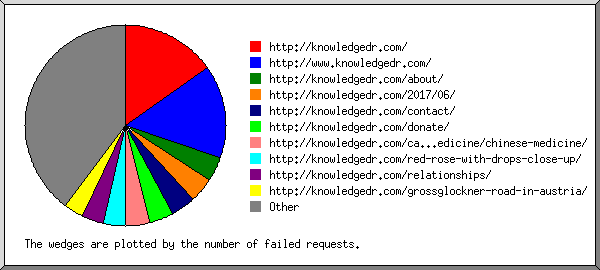 http://knowledgedr.com/
http://www.knowledgedr.com/
http://knowledgedr.com/about/
http://knowledgedr.com/2017/06/
http://knowledgedr.com/contact/
http://knowledgedr.com/donate/
http://knowledgedr.com/ca...edicine/chinese-medicine/
http://knowledgedr.com/red-rose-with-drops-close-up/
http://knowledgedr.com/relationships/
http://knowledgedr.com/grossglockner-road-in-austria/
Other
The wedges are plotted by the number of failed requests.